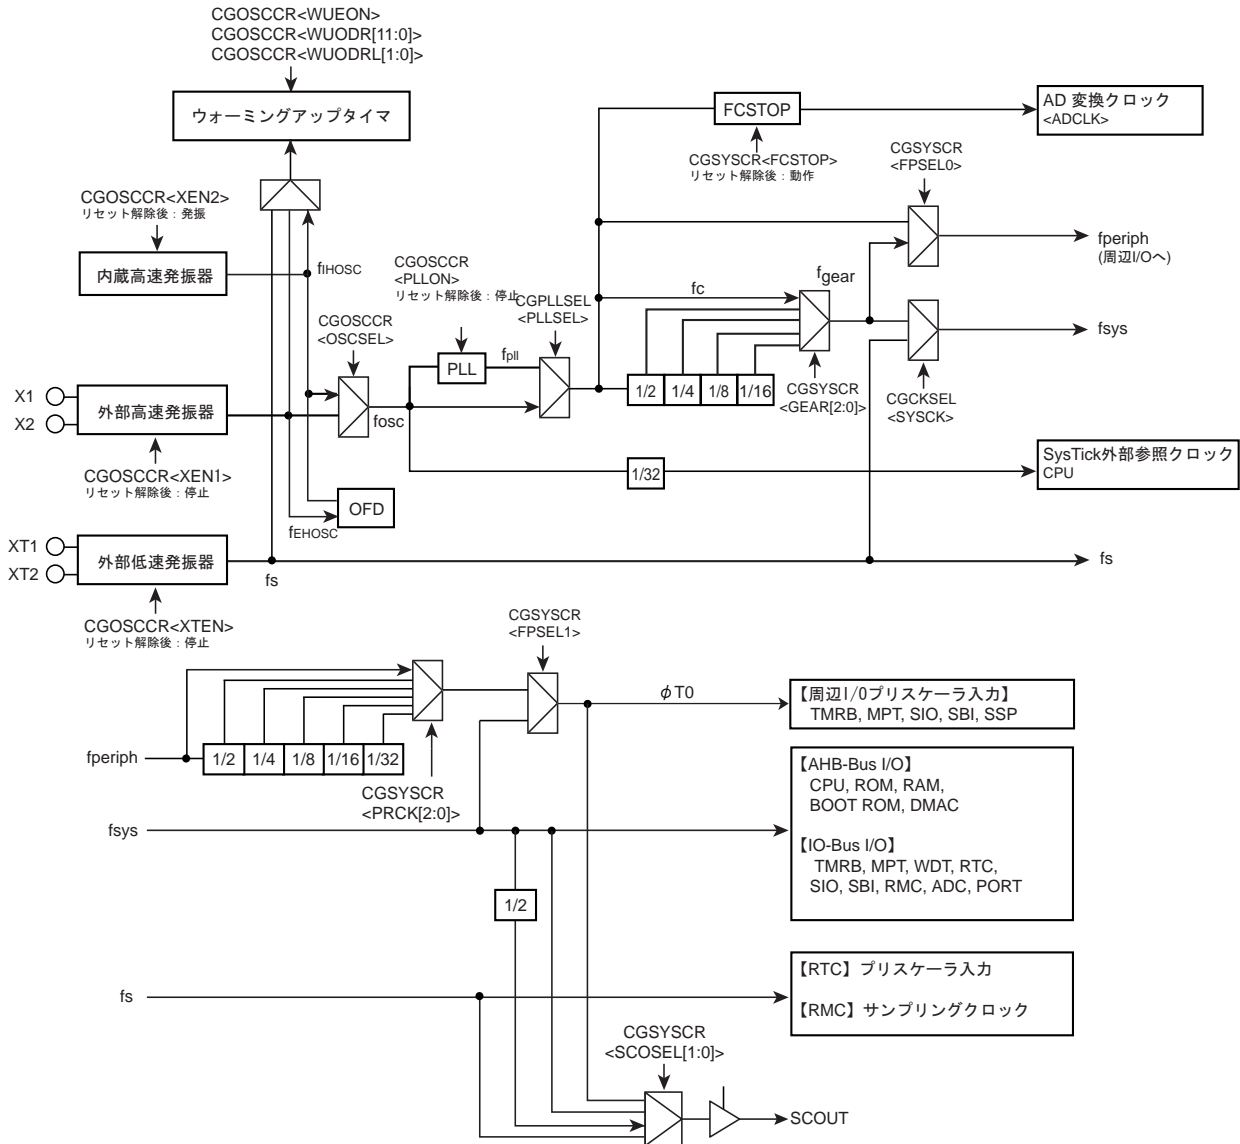 CGOSCCR<WUEON>
CGOSCCR<WUODR[11:0]>
CGOSCCR<WUODRL[1:0]>
ウォーミングアップタイマ
FCSTOP
AD 変換クロック
<ADCLK>
CGSYSCR<FCSTOP>
リセット解除後 : 動作
CGSYSCR
<FPSEL0>
CGOSCCR<XEN2>
リセット解除後 : 発振
内蔵高速発振器
fIHOSC
CGOSCCR
<PLLON>
リセット解除後 : 停止
CGPLLSEL
<PLLSEL>
fperiph
(周辺I/Oへ)
fgear
fc
CGOSCCR
<OSCSEL>
PLL
fpll
fsys
1/2
1/4
1/8
1/16
CGSYSCR
<GEAR[2:0]>
CGCKSEL
<SYSCK>
X1
X2
外部高速発振器
fosc
CGOSCCR<XEN1>
リセット解除後 : 停止
1/32
SysTick外部参照クロック
CPU
OFD
fEHOSC
XT1
XT2
外部低速発振器
fs
fs
CGOSCCR<XTEN>
リセット解除後 : 停止
CGSYSCR
<FPSEL1>
φT0
【周辺I/0プリスケーラ入力】
TMRB, MPT, SIO, SBI, SSP
fperiph
1/2
1/4
1/8
1/16
1/32
CGSYSCR
<PRCK[2:0]>
fsys
【AHB-Bus I/O】
CPU, ROM, RAM,
BOOT ROM, DMAC
【IO-Bus I/O】
TMRB, MPT, WDT, RTC,
SIO, SBI, RMC, ADC, PORT
1/2
fs
【RTC】プリスケーラ入力
【RMC】サンプリングクロック
CGSYSCR
<SCOSEL[1:0]>
SCOUT